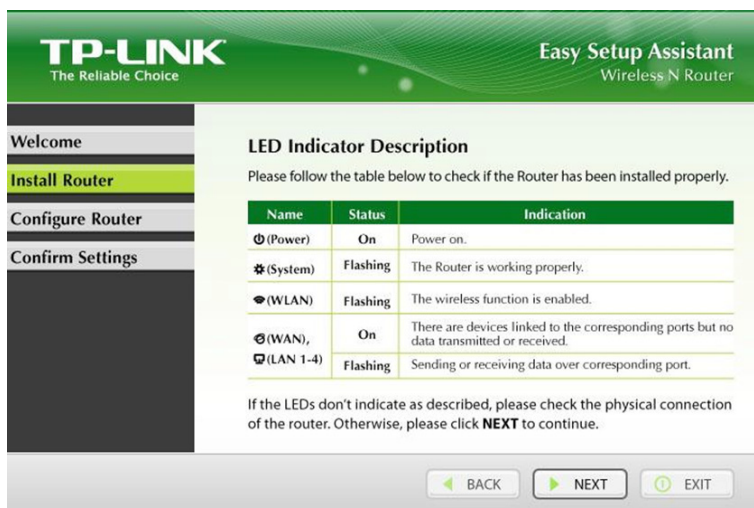 TP-LINK
The Reliable Choice
Easy Setup Assistant
Wireless N Router
Welcome
Install Router
Configure Router
Confirm Settings
LED Indicator Description
Please follow the table below to check if the Router has been installed properly.
Name Status Indication
(Power) On Power on.
(System) Flashing The Router is working properly.
(WLAN) Flashing The wireless function is enabled.
(WAN),
(LAN 1-4)
On There are devices linked to the corresponding ports but no
data transmitted or received.
Flashing Sending or receiving data over corresponding port.
If the LEDs don't indicate as described, please check the physical connection
of the router. Otherwise, please click NEXT to continue.
BACK NEXT EXIT